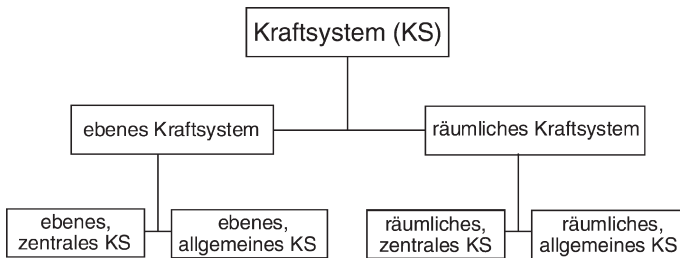 Kraftsystem (KS)
ebenes Kraftsystem
räumliches Kraftsystem
ebenes,
zentrales KS
ebenes,
allgemeines KS
räumliches,
zentrales KS
räumliches,
allgemeines KS